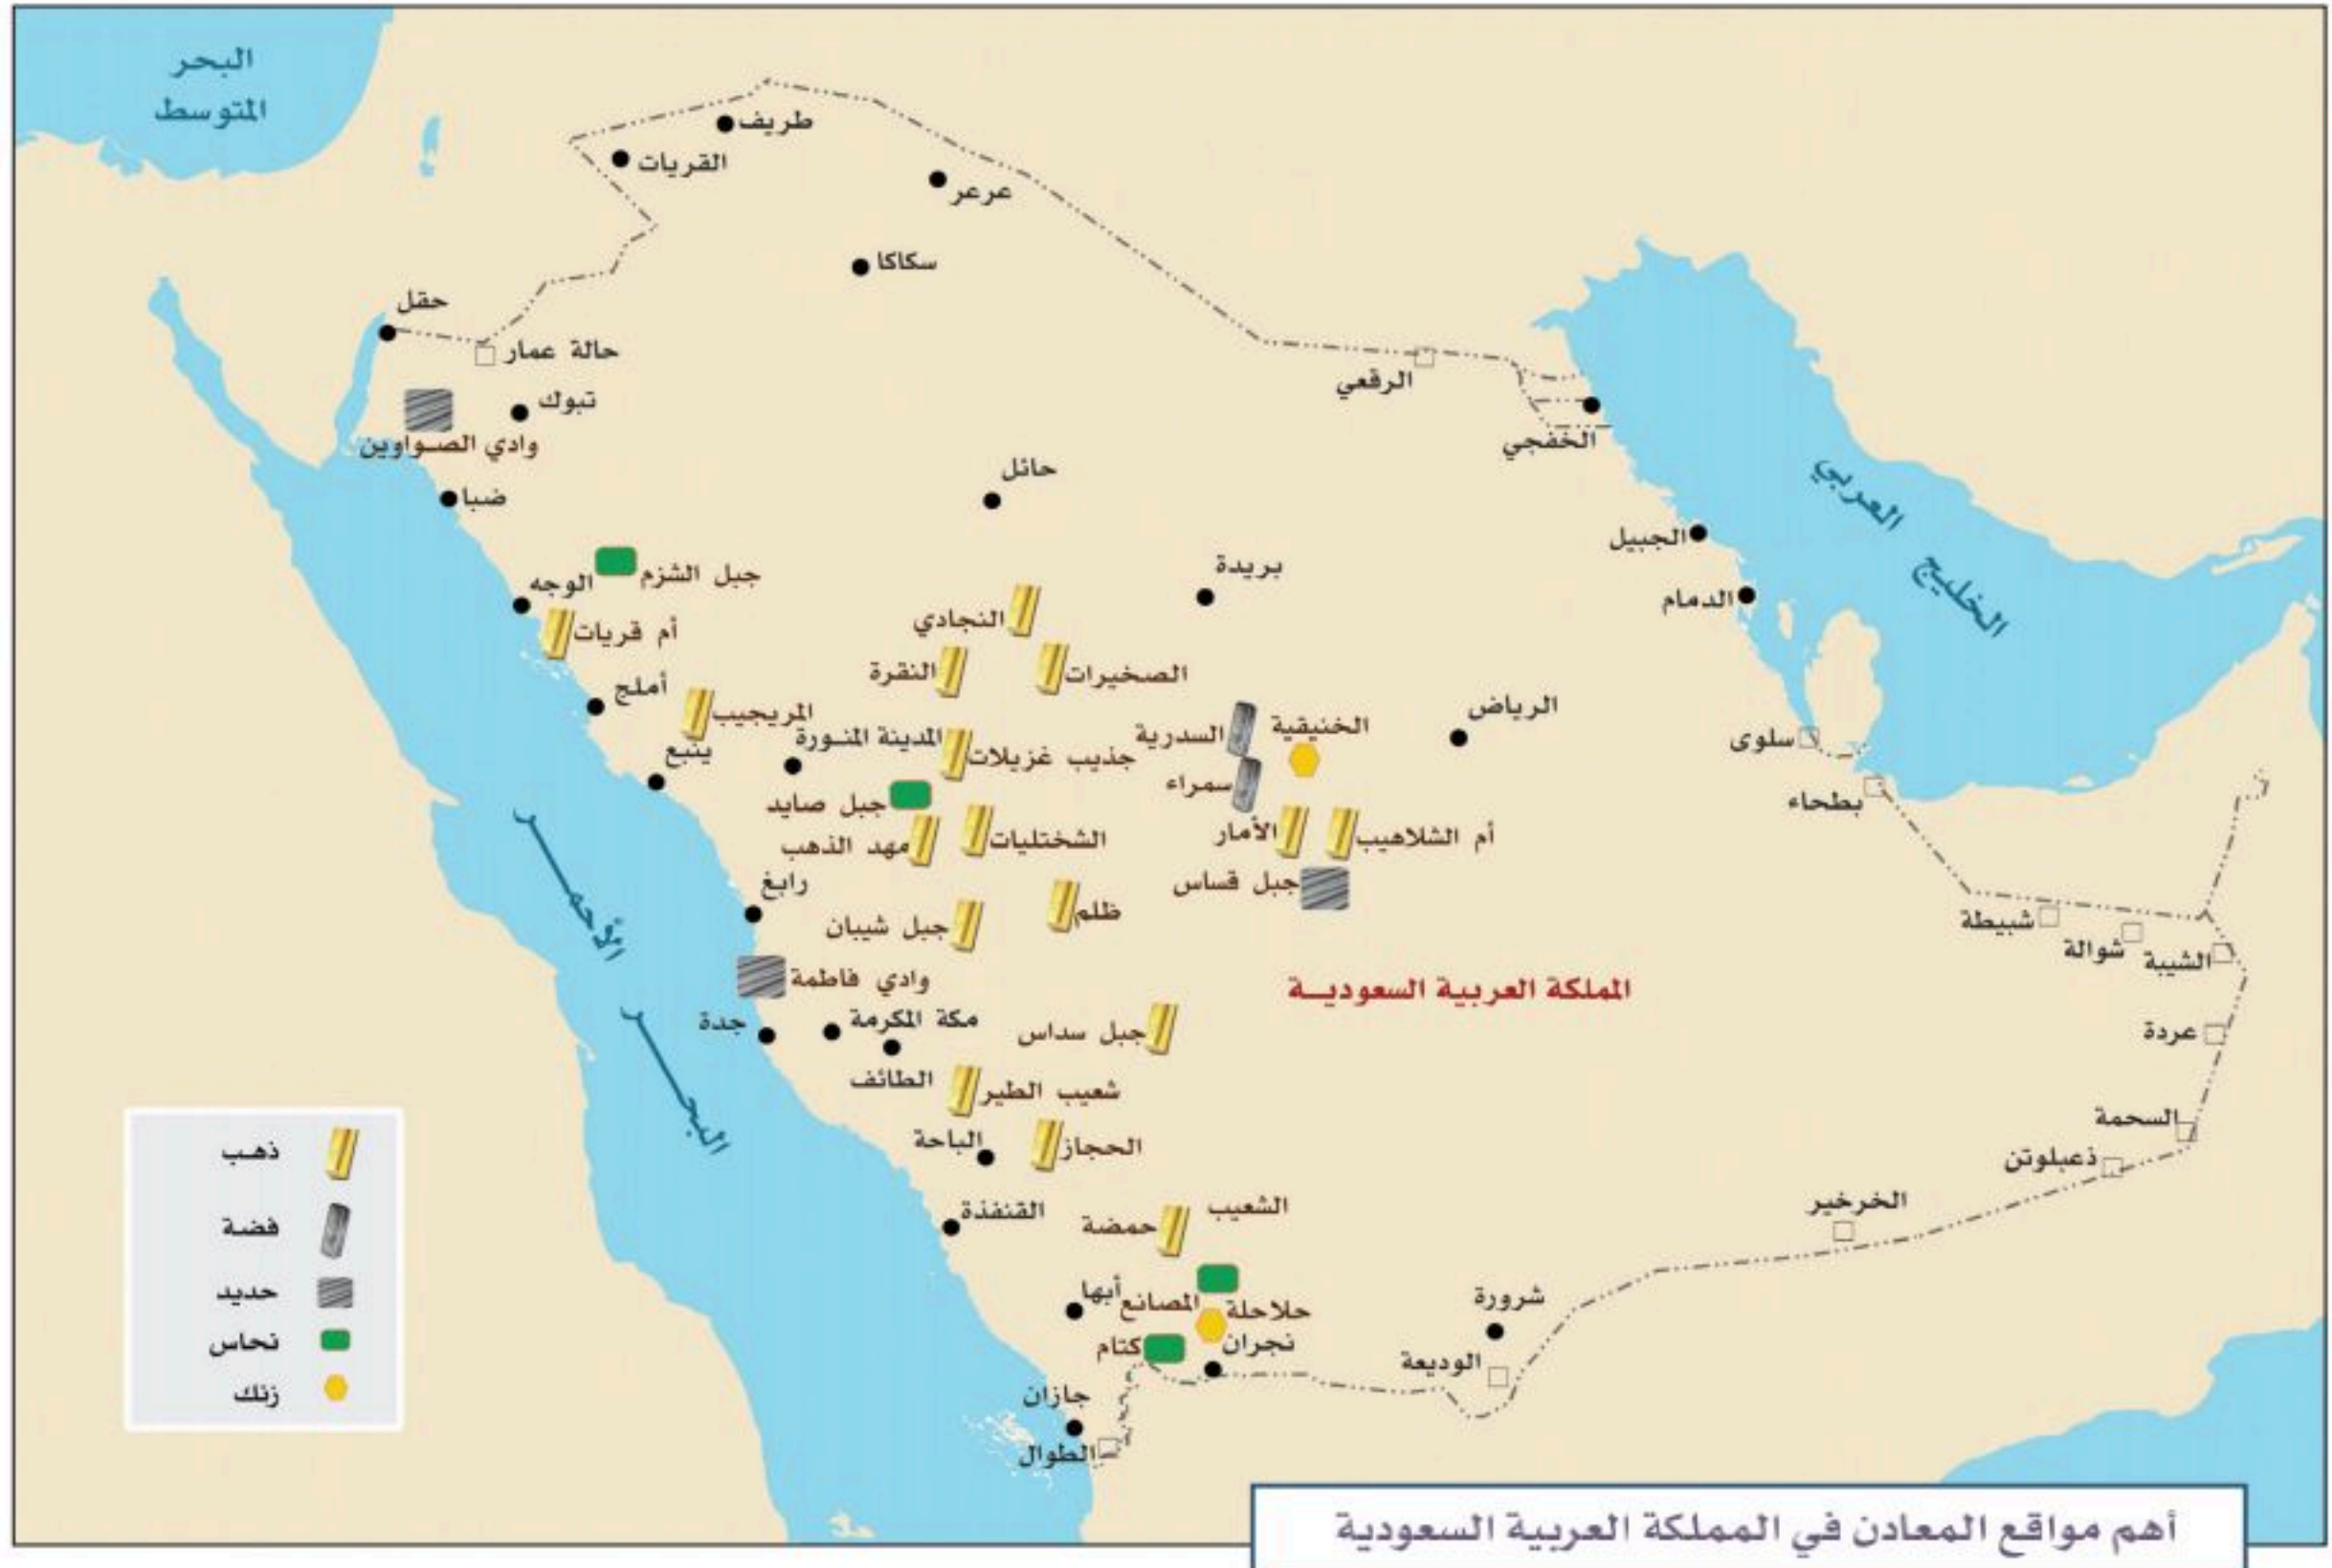 البحر
المتوسط
طريف
القريات
عرعر
سكاكا
حقل
حالة عمار
تبوك
وادي الصواوين
ضبا
الرقعي
الخفجي
حائل
بريدة
الجبيل
الدمام
الخليج العربي
جبل الشزم
الوجه
أم قريات
النجادي
النقرة
الصخيرات
أملج
المريجيب
ينبع
المدينة المنورة
جذيب غزيلات
السدرية
الخنيقية
الرياض
سلوى
سمراء
بطحاء
جبل صايد
مهد الذهب
الشختليات
الأمار
أم الشلاهيب
جبل قساس
رابغ
جبل شيبان
ظلم
شبيطة
شوالة
الشيبة
وادي فاطمة
المملكة العربية السعودية
جدة
مكة المكرمة
جبل سداس
عردة
الطائف
شعيب الطير
البحر الأحمر
الباحة
الحجاز
السحمة
ذعبلوتن
الخرخير
القنفذة
حمضة
الشعيب
أبها
المصانع
حلاحلة
كتام
نجران
شرورة
الوديعة
جازان
الطوال
ذهب
فضة
حديد
نحاس
زنك
أهم مواقع المعادن في المملكة العربية السعودية